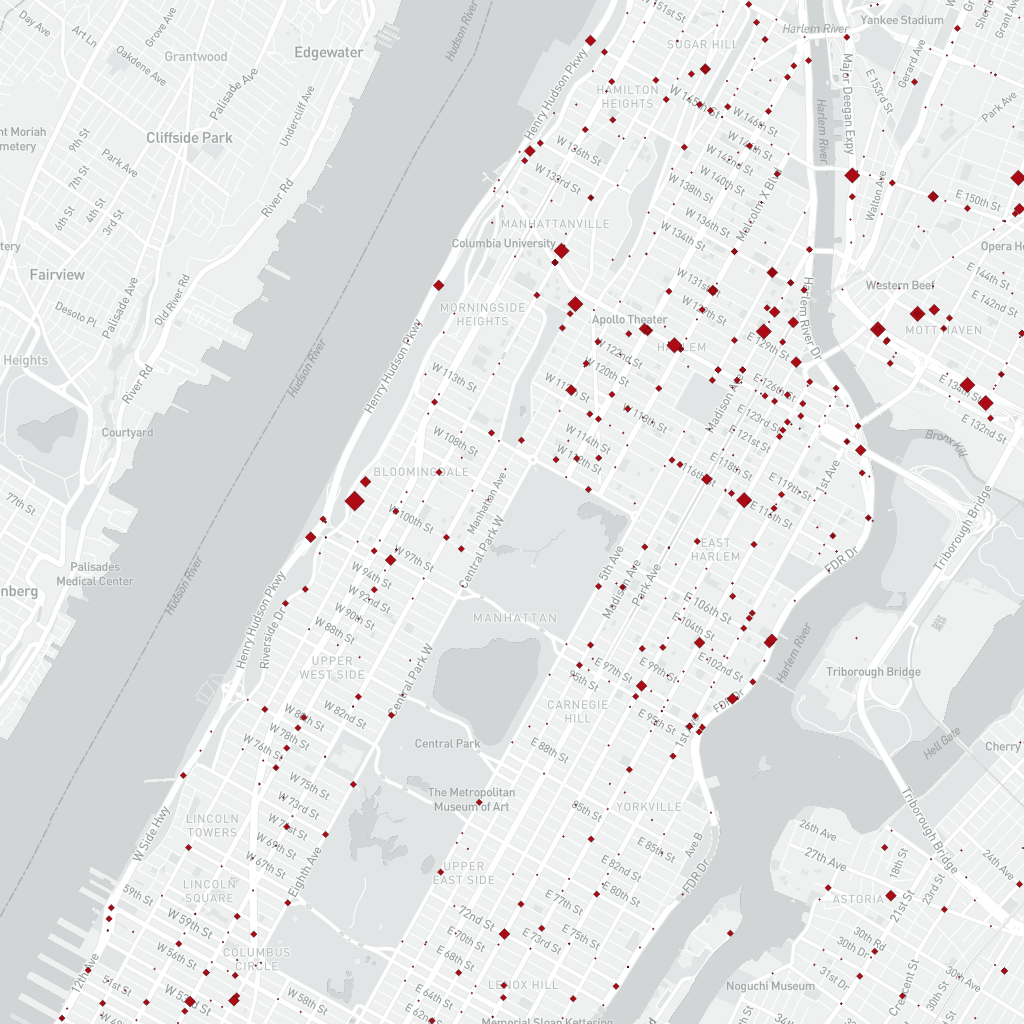 Day Ave
Art Ln
Grove Ave
Oakdene Ave
Edgewater
Grantwood
Palisade Ave
Undercliff Ave
Cliffside Park
nt Moriah
metery
9th St
Park Ave
7th St
6th St
4th St
3rd St
River Rd
tery
Fairview
Desoto Pl
Palisade Ave
Old River Rd
Heights
River Rd
Courtyard
77th St
Palisades
Medical Center
enberg
Hudson River
Hudson River
Hudson River
Henry Hudson Pkwy
Henry Hudson Pkwy
Henry Hudson Pkwy
Riverside Dr
W Side Hwy
12th Ave
151st St
SUGAR HILL
Harlem River
Yankee Stadium
Grant Ave
HAMILTON
HEIGHTS
W 145th St
W 146th St
W 144th St
W 142nd St
W 140th St
W 138th St
W 136th St
W 136th St
W 133rd St
W 134th St
Malcolm X Blvd
Harlem River
Major Deegan Expy
E 153rd St
Gerard Ave
Park Ave
Walton Ave
E 150th St
MANHATTANVILLE
Columbia University
W 131st St
W 129th St
Harlem River Dr
Opera Ho
E 144th St
E 142nd St
Western Beef
MOTT HAVEN
MORNINGSIDE
HEIGHTS
Apollo Theater
HARLEM
E 129th St
W 122nd St
W 120th St
W 118th St
W 114th St
W 112th St
W 113th St
W 108th St
Madison Ave
E 126th St
E 123rd St
E 121st St
E 119th St
E 118th St
E 116th St
1st Ave
E 134th St
E 132nd St
Bronx Kill
BLOOMINGDALE
Manhattan Ave
Central Park W
W 100th St
W 97th St
W 94th St
W 92nd St
W 90th St
W 88th St
EAST
HARLEM
5th Ave
Madison Ave
Park Ave
FDR Dr
Triborough Bridge
E 106th St
E 104th St
E 102nd St
E 99th St
E 97th St
95th St
E 95th St
MANHATTAN
Harlem River
Triborough Bridge
UPPER
WEST SIDE
Central Park W
CARNEGIE
HILL
FDR Dr
1st Ave
Hell Gate
Cherry
W 82nd St
W 78th St
W 76th St
W 75th St
W 73rd St
W 71st St
W 69th St
W 67th St
Central Park
E 88th St
The Metropolitan
Museum of Art
85th St
YORKVILLE
E 85th St
E 82nd St
E 80th St
Ave B
FDR Dr
Triborough Bridge
LINCOLN
TOWERS
LINCOLN
SQUARE
Eighth Ave
UPPER
EAST SIDE
E 77th St
E 75th St
E 73rd St
72nd St
E 70th St
E 68th St
E 64th St
26th Ave
27th Ave
18th St
24th Ave
23rd St
21st St
ASTORIA
30th Rd
30th Dr
31st Dr
30th Ave
30th St
Crescent St
59th St
W 59th St
W 56th St
51st St
W 58th St
COLUMBUS
CIRCLE
LENOX HILL
E 62nd St
Noguchi Museum
Memorial Sloan Kettering